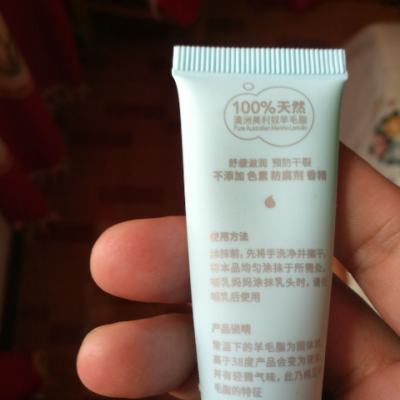 100%天然
澳洲美利奴羊毛脂
Pure Australian Merino Lanolin
舒缓滋润 预防干裂
不添加 色素 防腐剂 香精
使用方法
涂抹前,先将手洗净并擦干,
将本品均匀涂抹于所需处,
哺乳妈妈涂抹乳头时,请在
哺乳后使用
产品说明
常温下的羊毛脂为固体状,
高于38度产品会变为液
并有轻微气味,此乃纯正羊
毛脂的特征